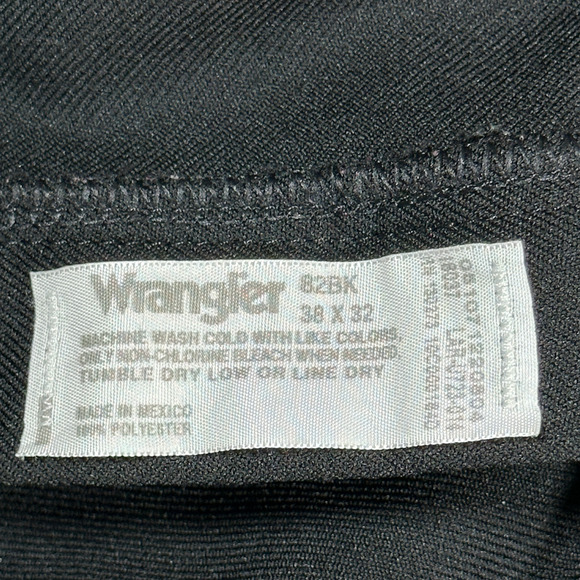 Wrangler
82BK
38 X 32
MACHINE WASH COLD WITH LIKE COLORS,
ONLY NON-CHLORINE BLEACH WHEN NEEDED,
TUMBLE DRY LOW OR LINE DRY
MADE IN MEXICO
100% POLYESTER